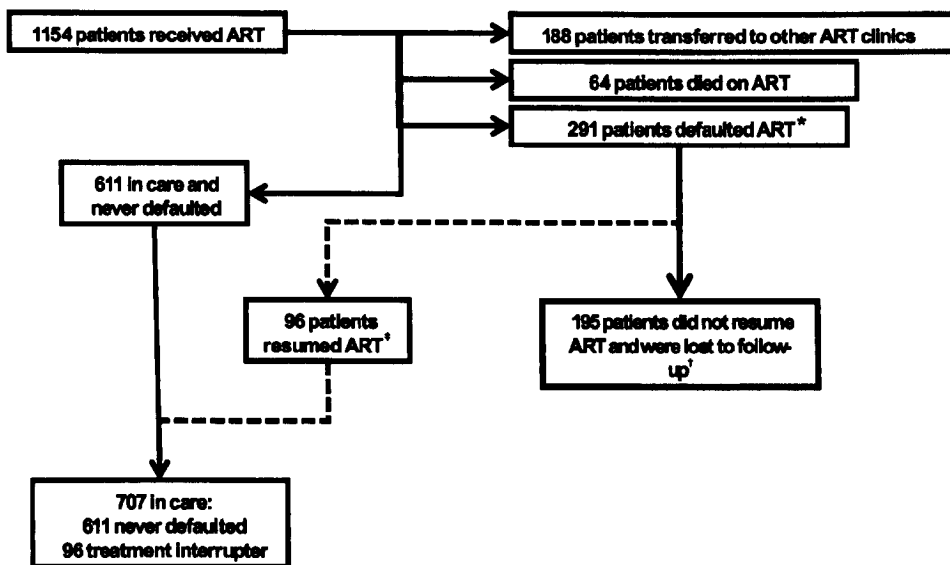 1154 patients received ART
188 patients transferred to other ART clinics
64 patients died on ART
291 patients defaulted ART*
611 in care and
never defaulted
96 patients
resumed ART‡
195 patients did not resume
ART and were lost to follow-
up†
707 in care:
611 never defaulted
96 treatment interrupter